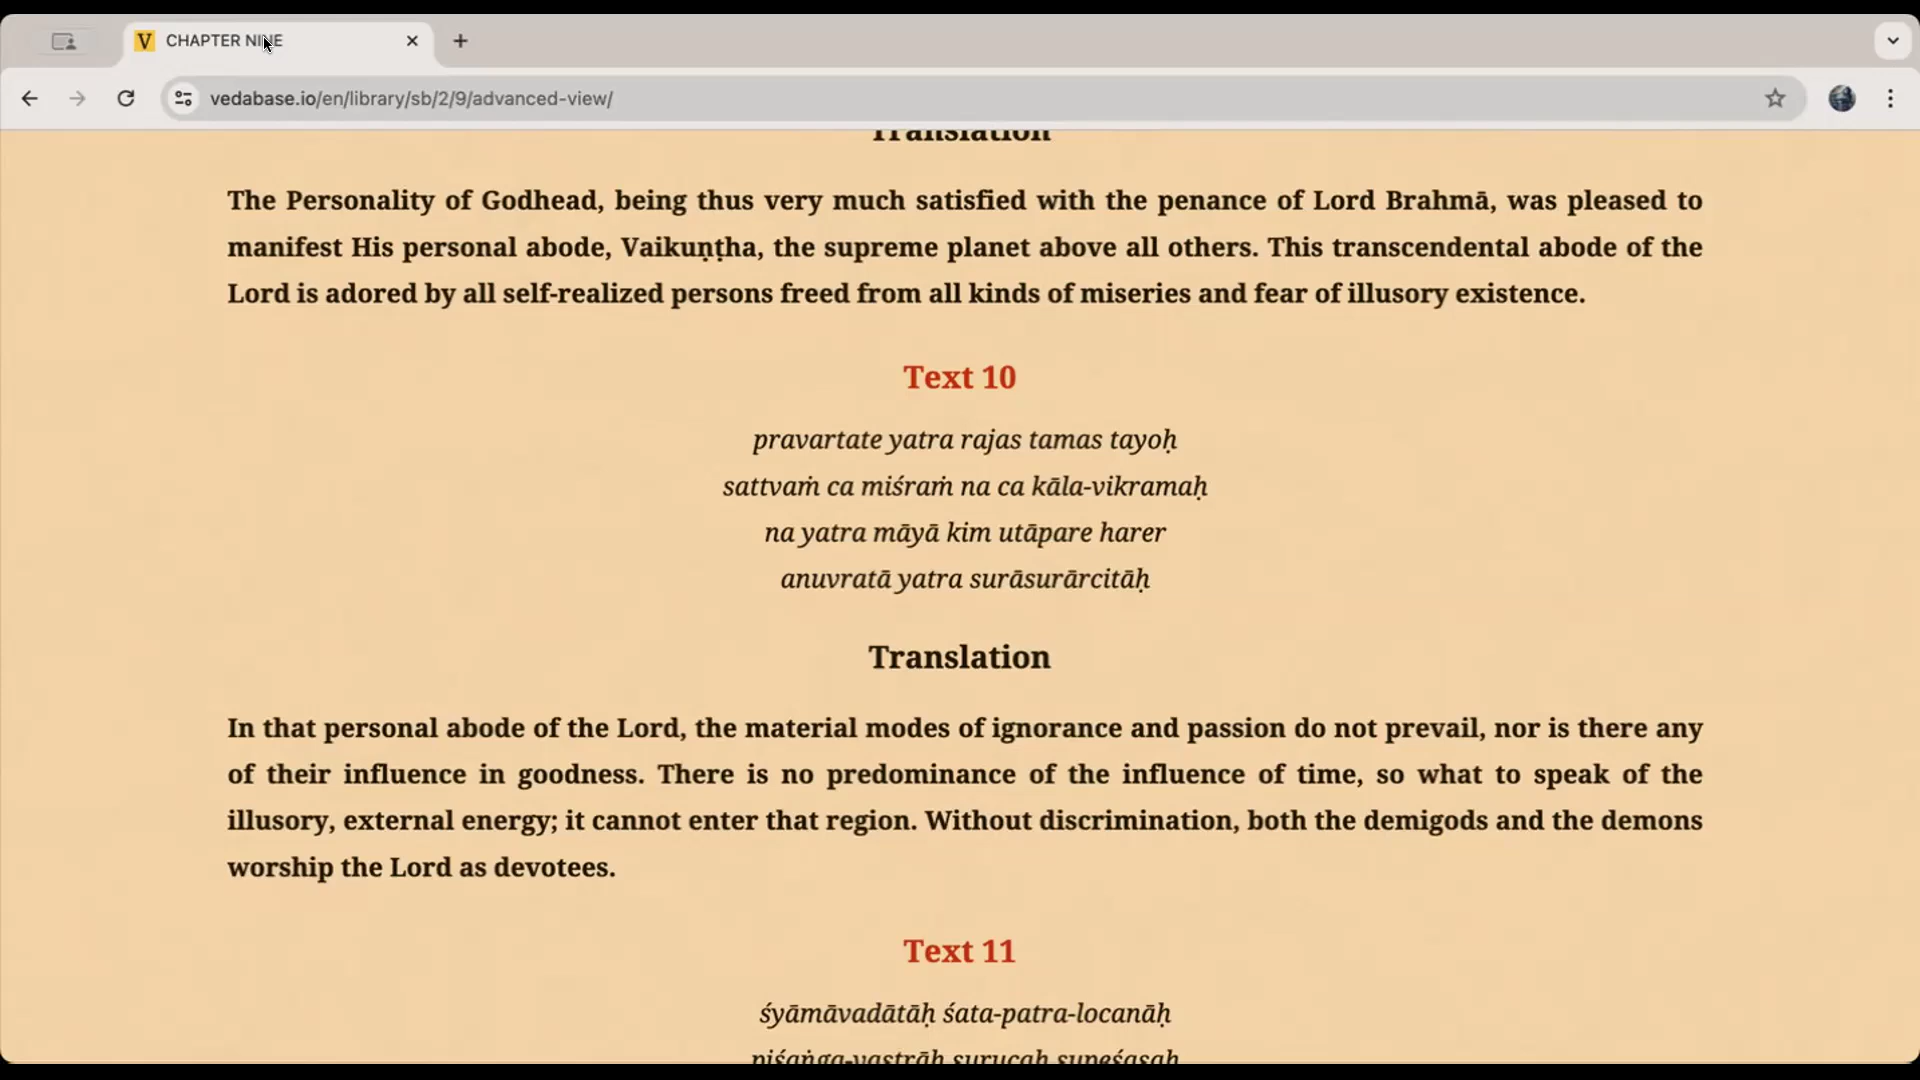 CHAPTER NINE
vedabase.io/en/library/sb/2/9/advanced-view/
Translation
The Personality of Godhead, being thus very much satisfied with the penance of Lord Brahmā, was pleased to
manifest His personal abode, Vaikuṇṭha, the supreme planet above all others. This transcendental abode of the
Lord is adored by all self-realized persons freed from all kinds of miseries and fear of illusory existence.
Text 10
pravartate yatra rajas tamas tayoḥ
sattvaṁ ca miśraṁ na ca kāla-vikramaḥ
na yatra māyā kim utāpare harer
anuvratā yatra surāsurārcitāḥ
Translation
In that personal abode of the Lord, the material modes of ignorance and passion do not prevail, nor is there any
of their influence in goodness. There is no predominance of the influence of time, so what to speak of the
illusory, external energy; it cannot enter that region. Without discrimination, both the demigods and the demons
worship the Lord as devotees.
Text 11
śyāmāvadātāḥ śata-patra-locanāḥ
piśaṅga-vastrāḥ surucaḥ supeśasaḥ